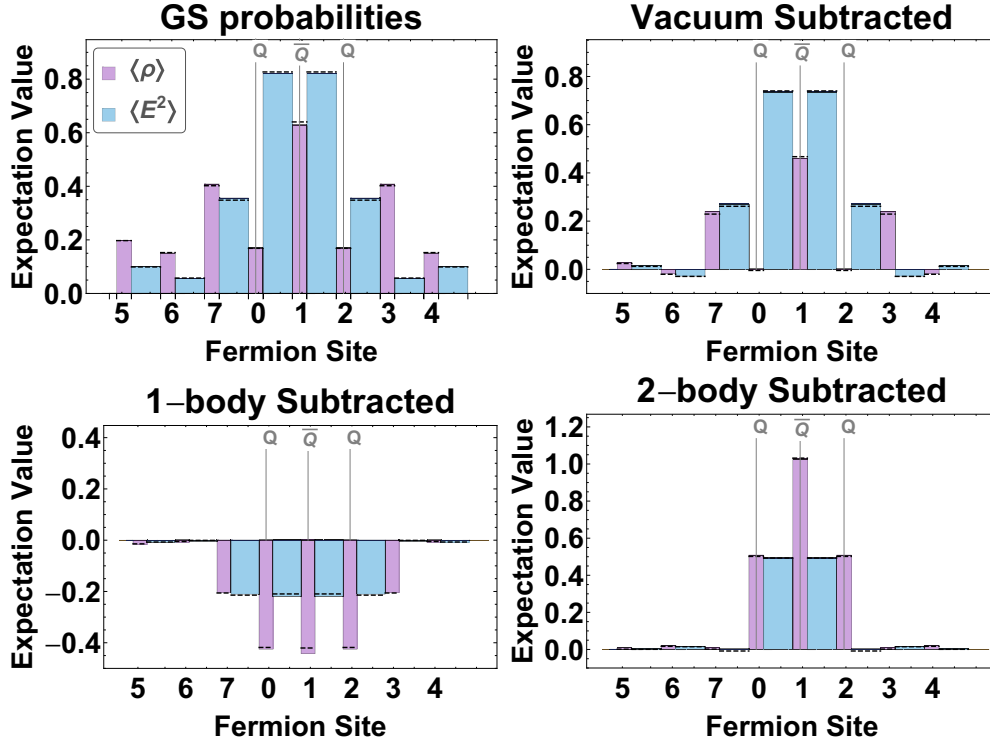 GS probabilities
Expectation Value
0.8
0.6
0.4
0.2
0.0
⟨ρ⟩
⟨E²⟩
Q
Q̅
Q
5 6 7 0 1 2 3 4
Fermion Site
Vacuum Subtracted
Expectation Value
0.8
0.6
0.4
0.2
0.0
Q
Q̅
Q
5 6 7 0 1 2 3 4
Fermion Site
1−body Subtracted
Expectation Value
0.4
0.2
0.0
−0.2
−0.4
Q
Q̅
Q
5 6 7 0 1 2 3 4
Fermion Site
2−body Subtracted
Expectation Value
1.2
1.0
0.8
0.6
0.4
0.2
0.0
Q
Q̅
Q
5 6 7 0 1 2 3 4
Fermion Site